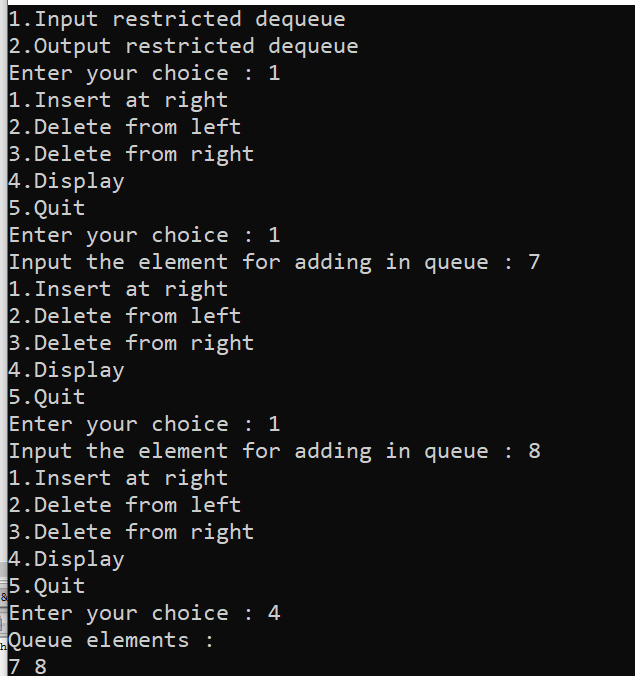 1.Input restricted dequeue
2.Output restricted dequeue
Enter your choice : 1
1.Insert at right
2.Delete from left
3.Delete from right
4.Display
5.Quit
Enter your choice : 1
Input the element for adding in queue : 7
1.Insert at right
2.Delete from left
3.Delete from right
4.Display
5.Quit
Enter your choice : 1
Input the element for adding in queue : 8
1.Insert at right
2.Delete from left
3.Delete from right
4.Display
5.Quit
&
Enter your choice : 4
Queue elements :
h
7 8